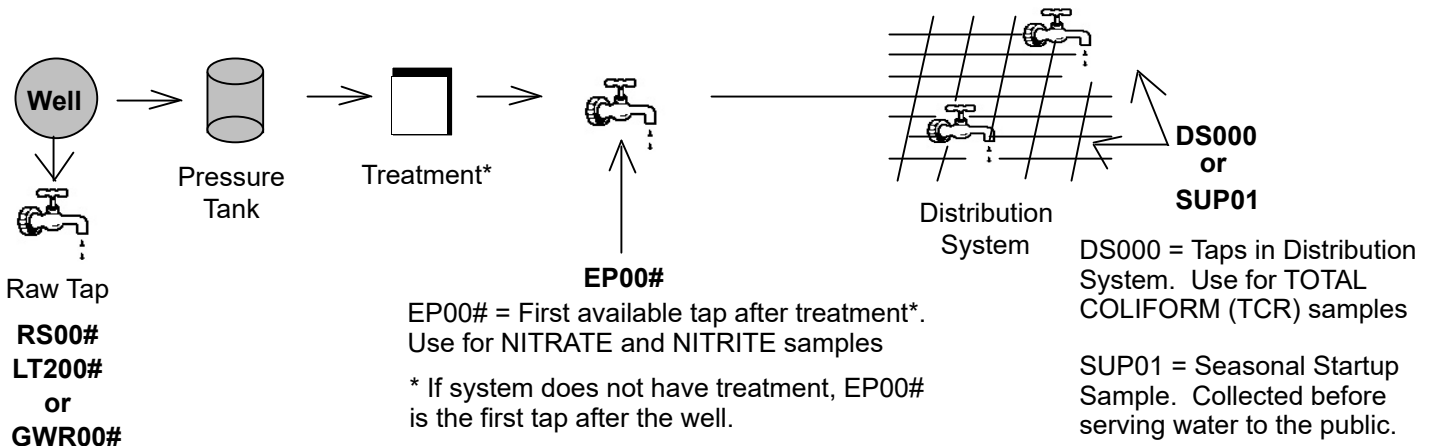 Well
Pressure
Tank
Treatment*
Raw Tap
RS00#
LT200#
or
GWR00#
EP00#
EP00# = First available tap after treatment*.
Use for NITRATE and NITRITE samples
* If system does not have treatment, EP00#
is the first tap after the well.
Distribution
System
DS000
or
SUP01
DS000 = Taps in Distribution
System. Use for TOTAL
COLIFORM (TCR) samples
SUP01 = Seasonal Startup
Sample. Collected before
serving water to the public.